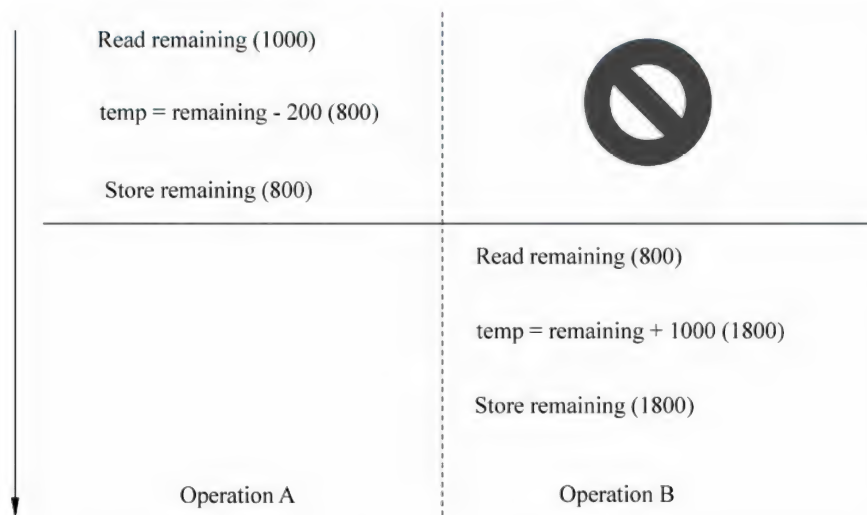 Read remaining (1000)
temp = remaining - 200 (800)
Store remaining (800)
Read remaining (800)
temp = remaining + 1000 (1800)
Store remaining (1800)
Operation A
Operation B